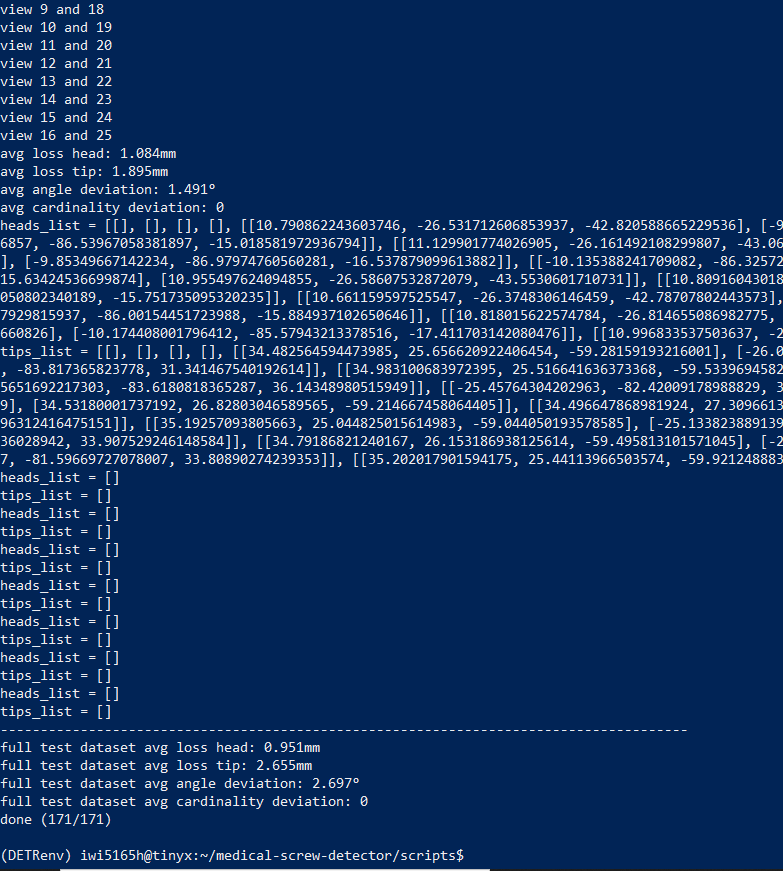 view 9 and 18
view 10 and 19
view 11 and 20
view 12 and 21
view 13 and 22
view 14 and 23
view 15 and 24
view 16 and 25
avg loss head: 1.084mm
avg loss tip: 1.895mm
avg angle deviation: 1.491°
avg cardinality deviation: 0
heads_list = [[], [], [], [], [[10.790862243603746, -26.531712606853937, -42.820588665229536], [-9
6857, -86.53967058381897, -15.018581972936794]], [[11.129901774026905, -26.161492108299807, -43.06
], [-9.85349667142234, -86.97974760560281, -16.537879099613882]], [[-10.135388241709082, -86.32572
15.63424536699874], [10.955497624094855, -26.58607532872079, -43.5530601710731]], [[10.80916043018
050802340189, -15.751735095320235]], [[10.661159597525547, -26.3748306146459, -42.78707802443573],
7929815937, -86.00154451723988, -15.884937102650646]], [[10.818015622574784, -26.814655086982775,
660826], [-10.174408001796412, -85.57943213378516, -17.411703142080476]], [[10.996833537503637, -2
tips_list = [[], [], [], [], [[34.482564594473985, 25.656620922406454, -59.28159193216001], [-26.0
, -83.817365823778, 31.341467540192614]], [[34.983100683972395, 25.516641636373368, -59.5339694582
5651692217303, -83.6180818365287, 36.14348980515949]], [[-25.45764304202963, -82.42009178988829, 3
9], [34.53180001737192, 26.82803046589565, -59.214667458064405]], [[34.496647868981924, 27.3096613
96312416475151]], [[35.19257093805663, 25.044825015614983, -59.044050193578585], [-25.133823889139
36028942, 33.907529246148584]], [[34.79186821240167, 26.153186938125614, -59.495813101571045], [-2
7, -81.59669727078007, 33.80890274239353]], [[35.202017901594175, 25.44113966503574, -59.921248883
heads_list = []
tips_list = []
heads_list = []
tips_list = []
heads_list = []
tips_list = []
heads_list = []
tips_list = []
heads_list = []
tips_list = []
heads_list = []
tips_list = []
heads_list = []
tips_list = []
--------------------------------------------------------------------------------------
full test dataset avg loss head: 0.951mm
full test dataset avg loss tip: 2.655mm
full test dataset avg angle deviation: 2.697°
full test dataset avg cardinality deviation: 0
done (171/171)
(DETRenv) iwi5165h@tinyx:~/medical-screw-detector/scripts$